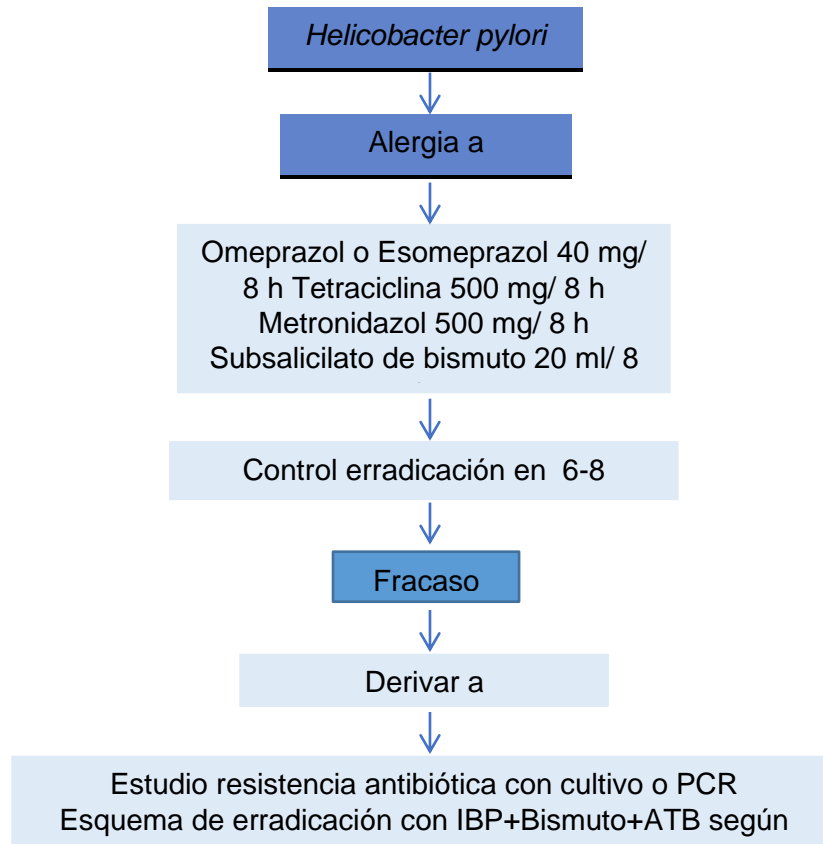 Helicobacter pylori
Alergia a
Omeprazol o Esomeprazol 40 mg/
8 h Tetraciclina 500 mg/ 8 h
Metronidazol 500 mg/ 8 h
Subsalicilato de bismuto 20 ml/ 8
Control erradicación en 6-8
Fracaso
Derivar a
Estudio resistencia antibiótica con cultivo o PCR
Esquema de erradicación con IBP+Bismuto+ATB según